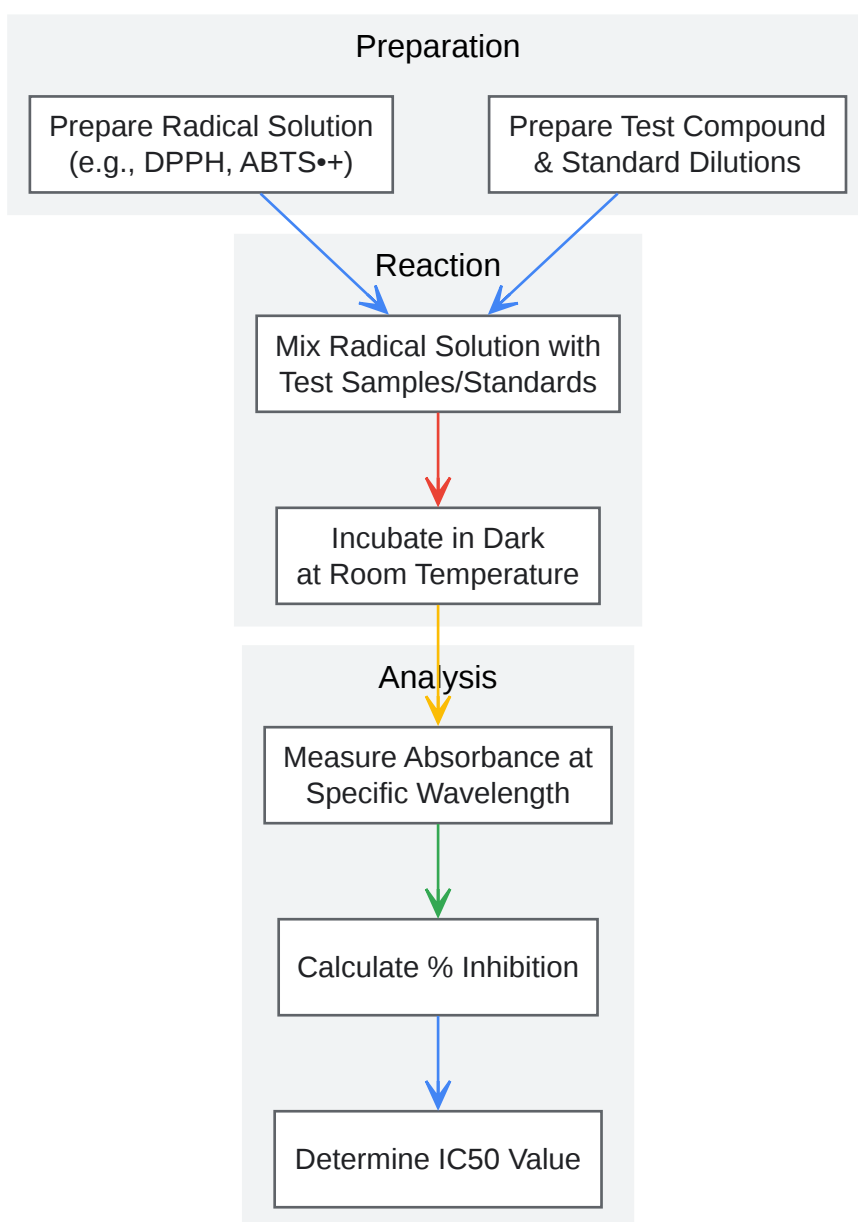 Preparation
Prepare Radical Solution
(e.g., DPPH, ABTS•+)
Prepare Test Compound
& Standard Dilutions
Reaction
Mix Radical Solution with
Test Samples/Standards
Incubate in Dark
at Room Temperature
Analysis
Measure Absorbance at
Specific Wavelength
Calculate % Inhibition
Determine IC50 Value